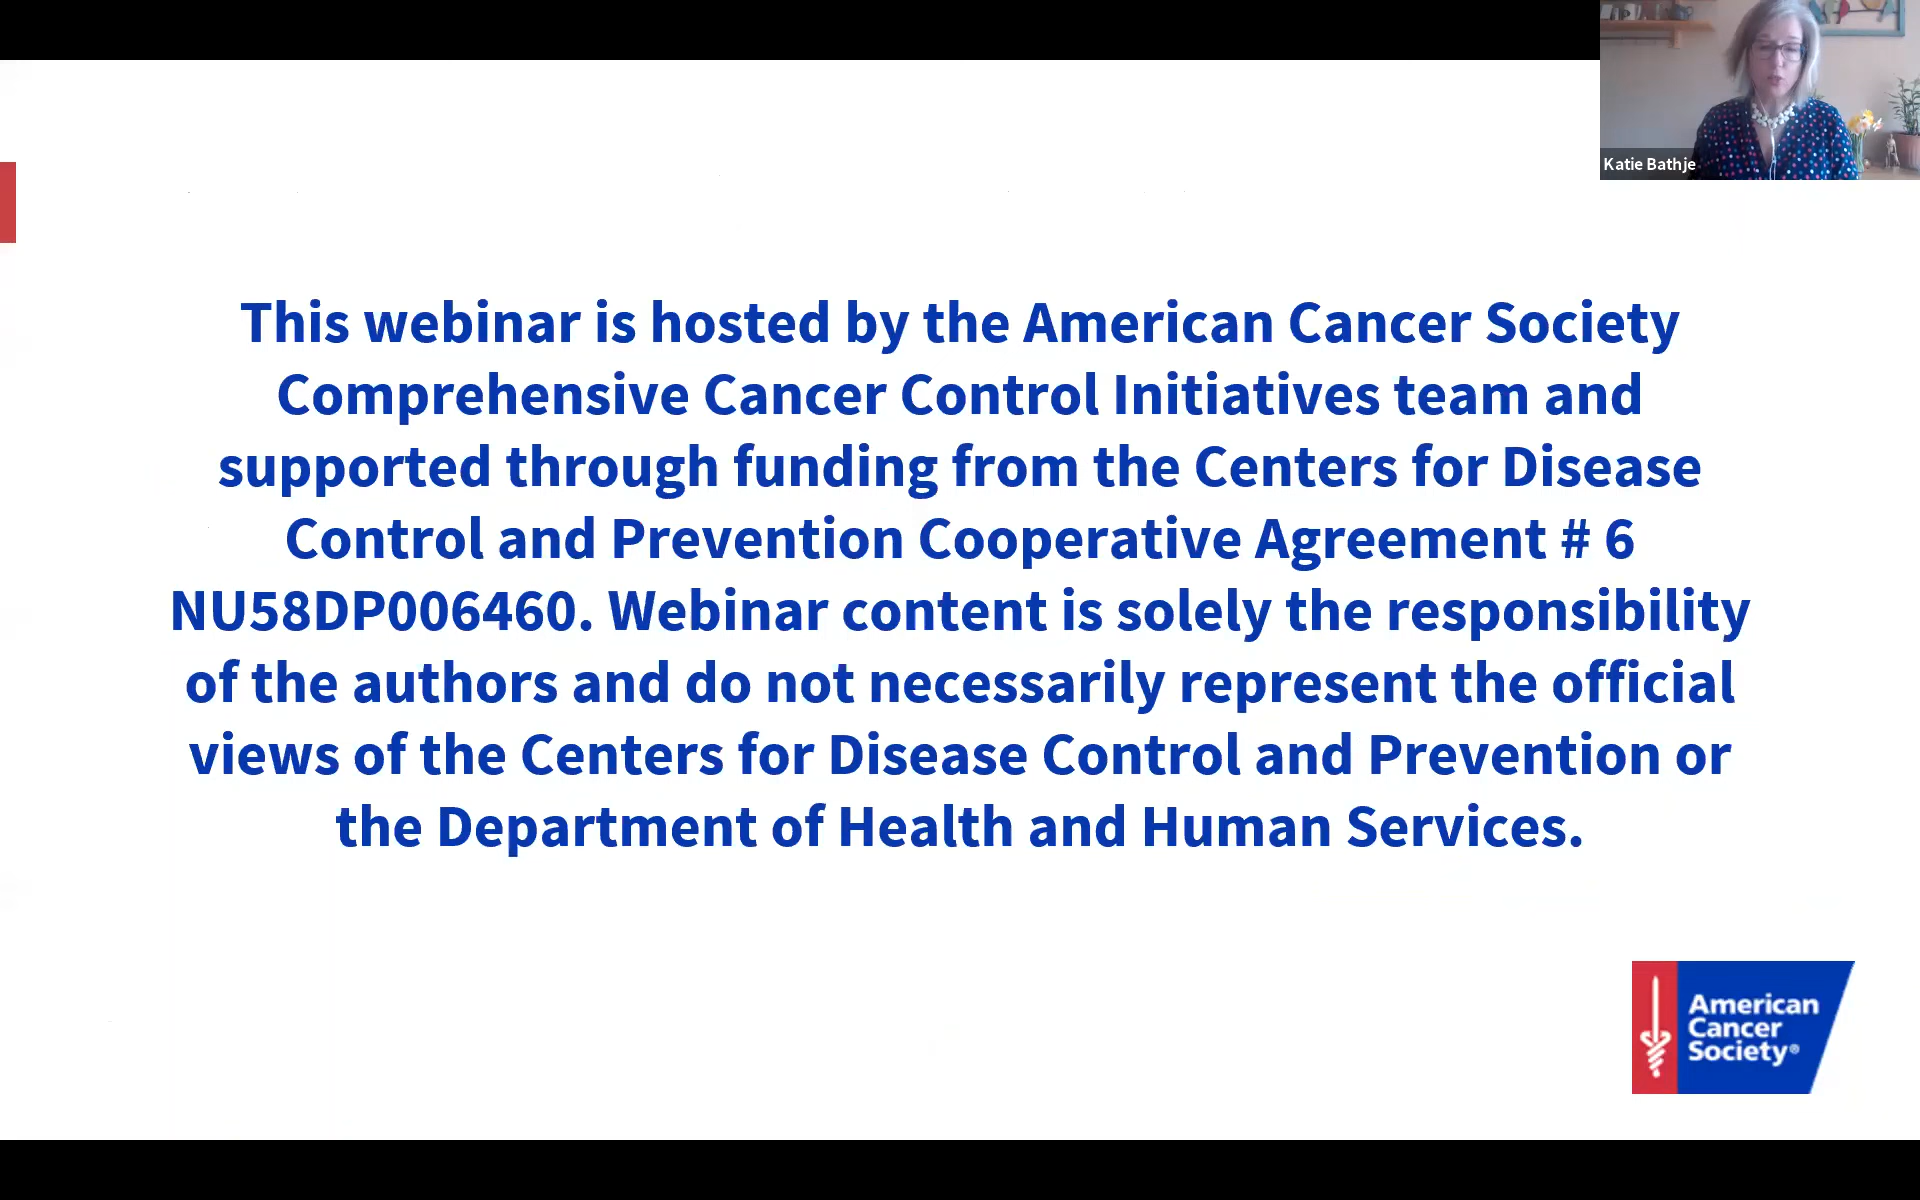 Katie Bathje
This webinar is hosted by the American Cancer Society
Comprehensive Cancer Control Initiatives team and
supported through funding from the Centers for Disease
Control and Prevention Cooperative Agreement # 6
NU58DP006460. Webinar content is solely the responsibility
of the authors and do not necessarily represent the official
views of the Centers for Disease Control and Prevention or
the Department of Health and Human Services.
American
Cancer
Society®